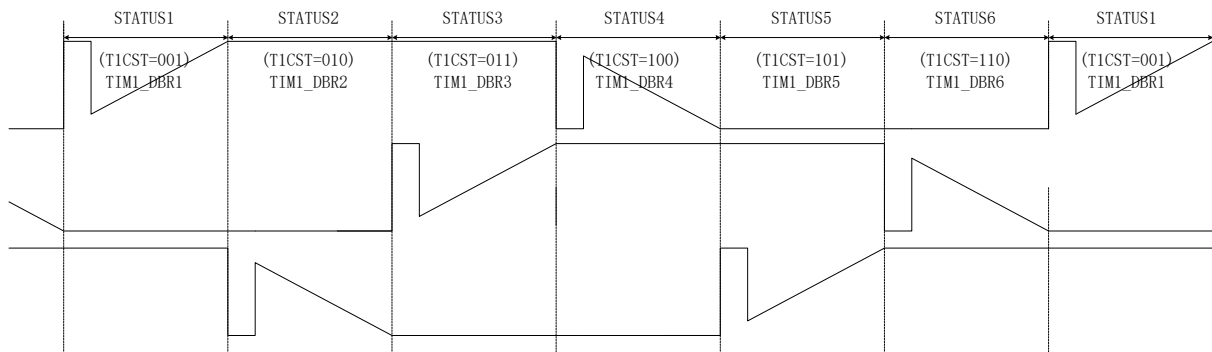 STATUS1 STATUS2 STATUS3 STATUS4 STATUS5 STATUS6 STATUS1
(T1CST=001) (T1CST=010) (T1CST=011) (T1CST=100) (T1CST=101) (T1CST=110) (T1CST=001)
TIM1_DBR1 TIM1_DBR2 TIM1_DBR3 TIM1_DBR4 TIM1_DBR5 TIM1_DBR6 TIM1_DBR1